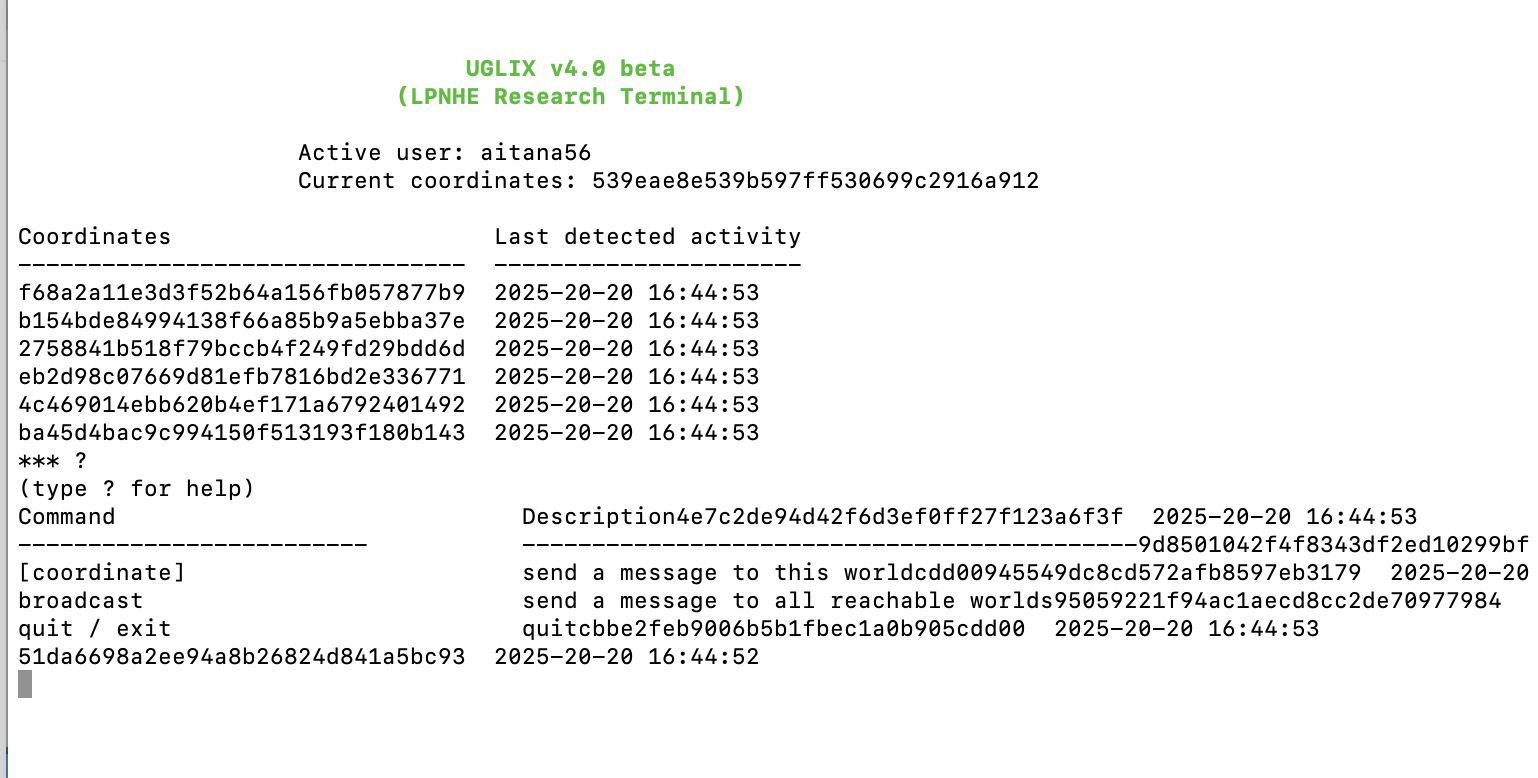 UGLIX v4.0 beta
(LPNHE Research Terminal)
Active user: aitana56
Current coordinates: 539eae8e539b597ff530699c2916a912
Coordinates                       Last detected activity
--------------------------------  ----------------------
f68a2a11e3d3f52b64a156fb057877b9  2025-20-20 16:44:53
b154bde84994138f66a85b9a5ebba37e  2025-20-20 16:44:53
2758841b518f79bccb4f249fd29bdd6d  2025-20-20 16:44:53
eb2d98c07669d81efb7816bd2e336771  2025-20-20 16:44:53
4c469014ebb620b4ef171a6792401492  2025-20-20 16:44:53
ba45d4bac9c994150f513193f180b143  2025-20-20 16:44:53
*** ?
(type ? for help)
Command                             Description4e7c2de94d42f6d3ef0ff27f123a6f3f  2025-20-20 16:44:53
-------------------------           --------------------------------------------9d8501042f4f8343df2ed10299bf
[coordinate]                        send a message to this worldcdd00945549dc8cd572afb8597eb3179  2025-20-20
broadcast                           send a message to all reachable worlds95059221f94ac1aecd8cc2de70977984
quit / exit                         quitcbbe2feb9006b5b1fbec1a0b905cdd00  2025-20-20 16:44:53
51da6698a2ee94a8b26824d841a5bc93  2025-20-20 16:44:52